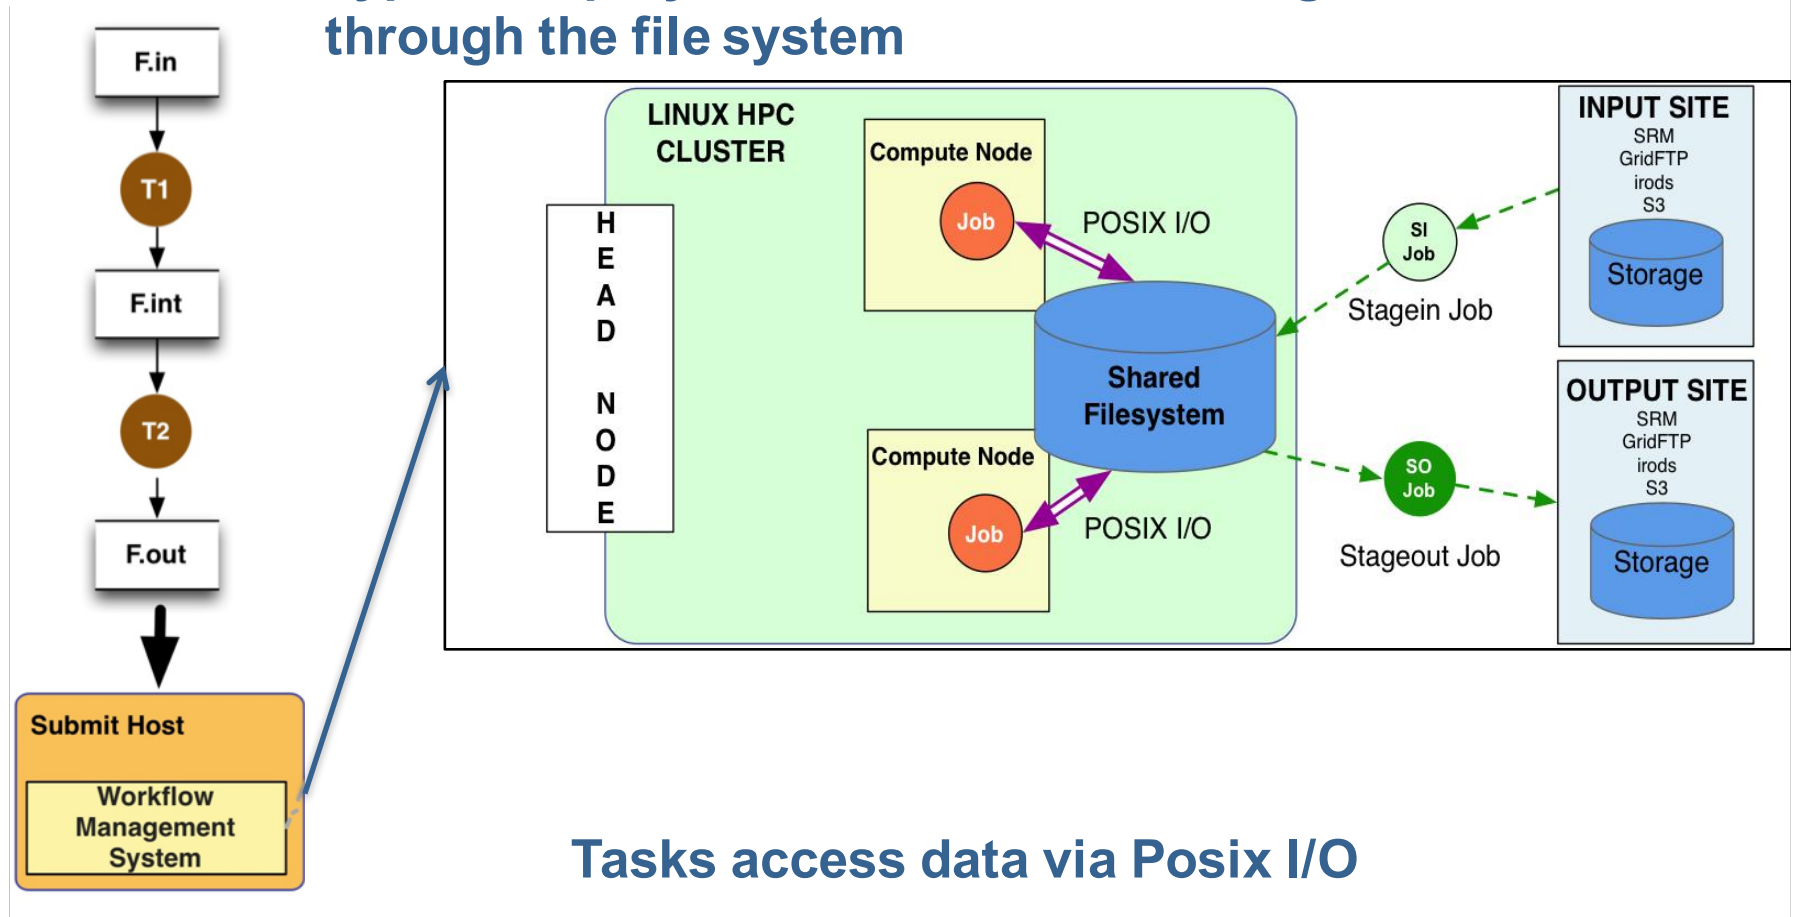 through the file system
F.in
T1
F.int
T2
F.out
Submit Host
Workflow
Management
System
LINUX HPC
CLUSTER
H
E
A
D
N
O
D
E
Compute Node
Job
POSIX I/O
Shared
Filesystem
Compute Node
Job
POSIX I/O
SI
Job
Stagein Job
SO
Job
Stageout Job
INPUT SITE
SRM
GridFTP
irods
S3
Storage
OUTPUT SITE
SRM
GridFTP
irods
S3
Storage
Tasks access data via Posix I/O